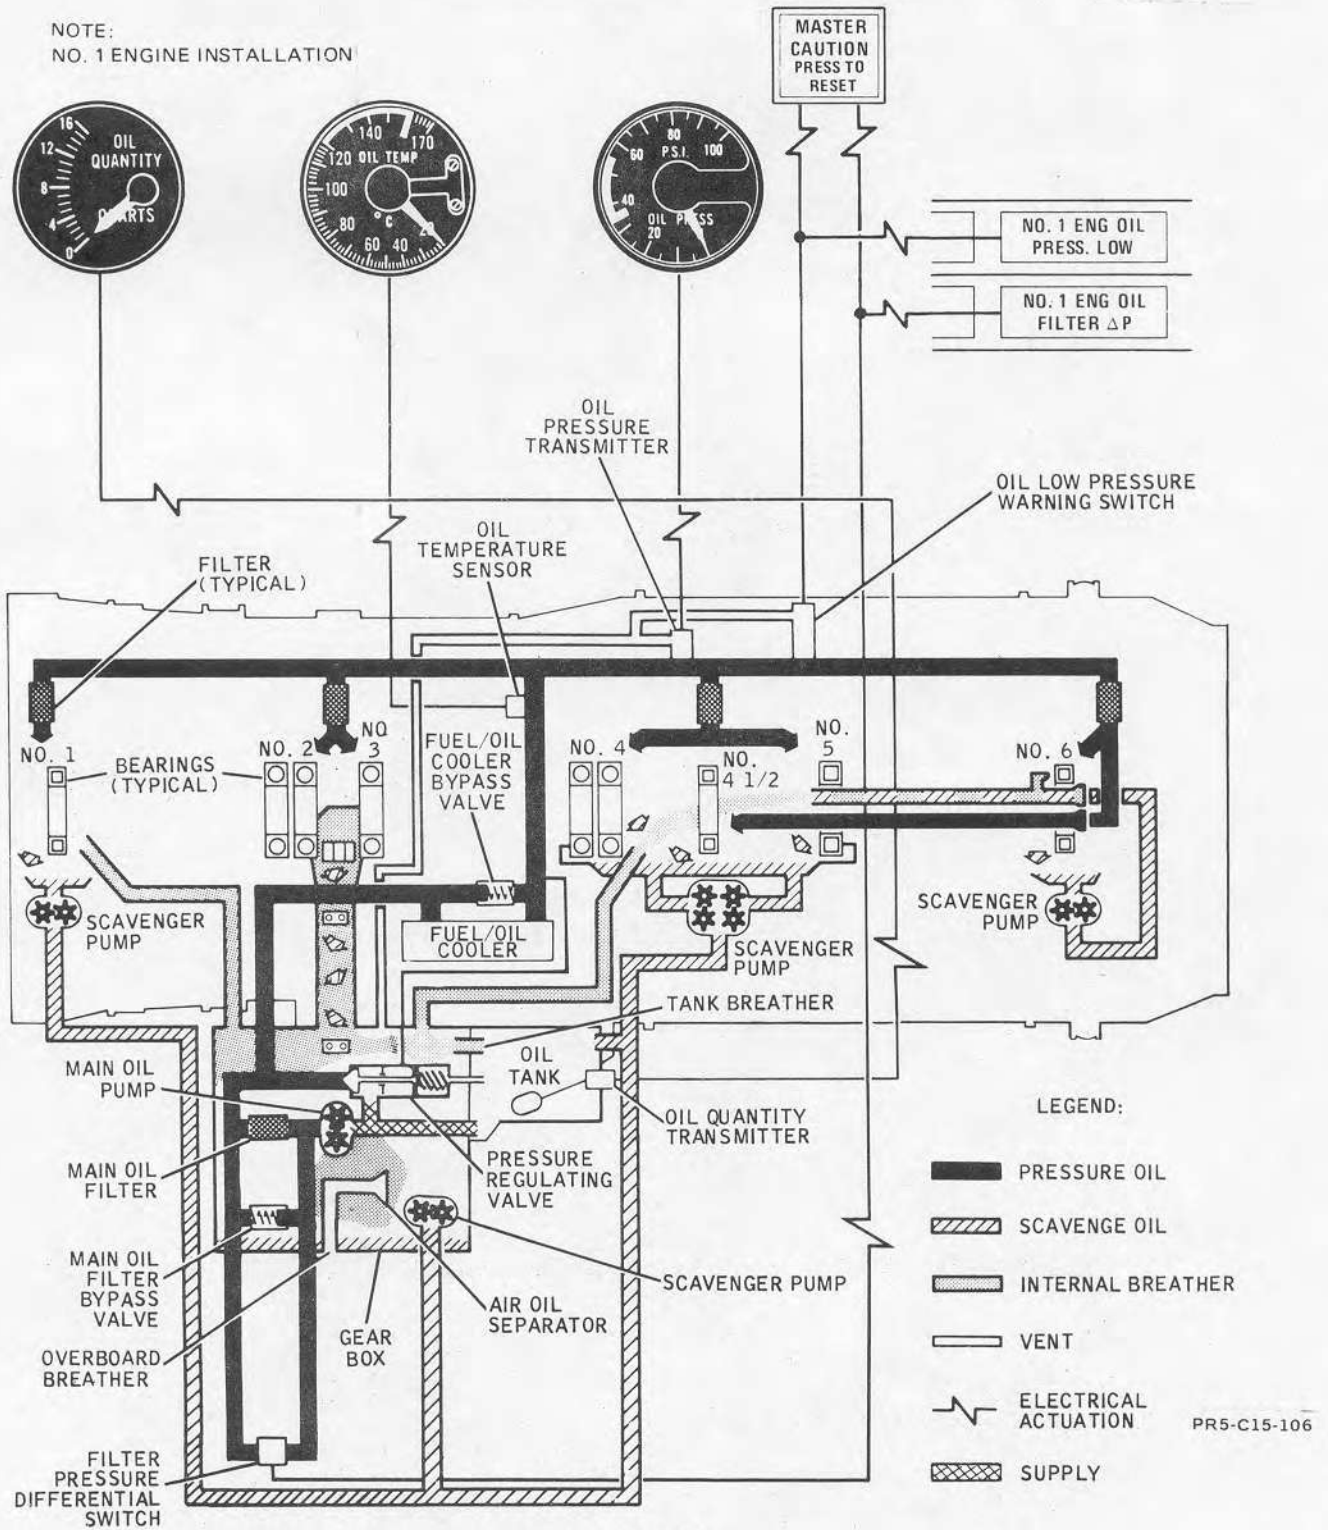 NOTE:
NO. 1 ENGINE INSTALLATION
MASTER
CAUTION
PRESS TO
RESET
16
12
8
4
0
OIL
QUANTITY
QUARTS
140
170
120
OIL TEMP
100
80
°C
60
40
20
80
60
P.S.I.
100
40
OIL PRESS
20
NO. 1 ENG OIL
PRESS. LOW
NO. 1 ENG OIL
FILTER △P
OIL
PRESSURE
TRANSMITTER
OIL LOW PRESSURE
WARNING SWITCH
OIL
TEMPERATURE
SENSOR
FILTER
(TYPICAL)
NO. 1
BEARINGS
(TYPICAL)
NO. 2
NO
3
FUEL/OIL
COOLER
BYPASS
VALVE
NO. 4
NO.
4 1/2
NO.
5
NO. 6
SCAVENGER
PUMP
FUEL/OIL
COOLER
SCAVENGER
PUMP
SCAVENGER
PUMP
TANK BREATHER
MAIN OIL
PUMP
OIL
TANK
OIL QUANTITY
TRANSMITTER
MAIN OIL
FILTER
PRESSURE
REGULATING
VALVE
MAIN OIL
FILTER
BYPASS
VALVE
SCAVENGER PUMP
AIR OIL
SEPARATOR
GEAR
BOX
OVERBOARD
BREATHER
FILTER
PRESSURE
DIFFERENTIAL
SWITCH
LEGEND:
PRESSURE OIL
SCAVENGE OIL
INTERNAL BREATHER
VENT
ELECTRICAL
ACTUATION
SUPPLY
PR5-C15-106